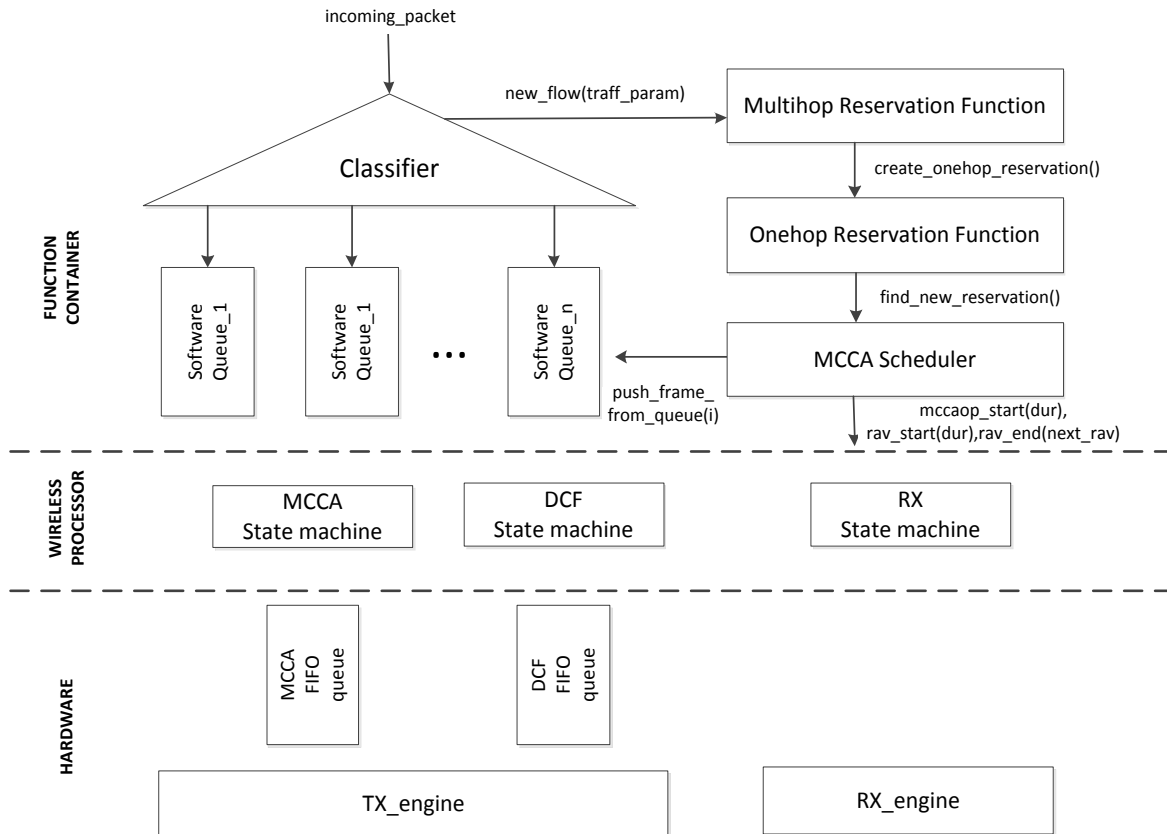 incoming_packet
new_flow(traff_param)
Multihop Reservation Function
Classifier
create_onehop_reservation()
Onehop Reservation Function
find_new_reservation()
FUNCTION
CONTAINER
Software
Queue_1
Software
Queue_1
...
Software
Queue_n
MCCA Scheduler
push_frame_
from_queue(i)
mccaop_start(dur),
rav_start(dur),rav_end(next_rav)
WIRELESS
PROCESSOR
MCCA
State machine
DCF
State machine
RX
State machine
HARDWARE
MCCA
FIFO
queue
DCF
FIFO
queue
TX_engine
RX_engine